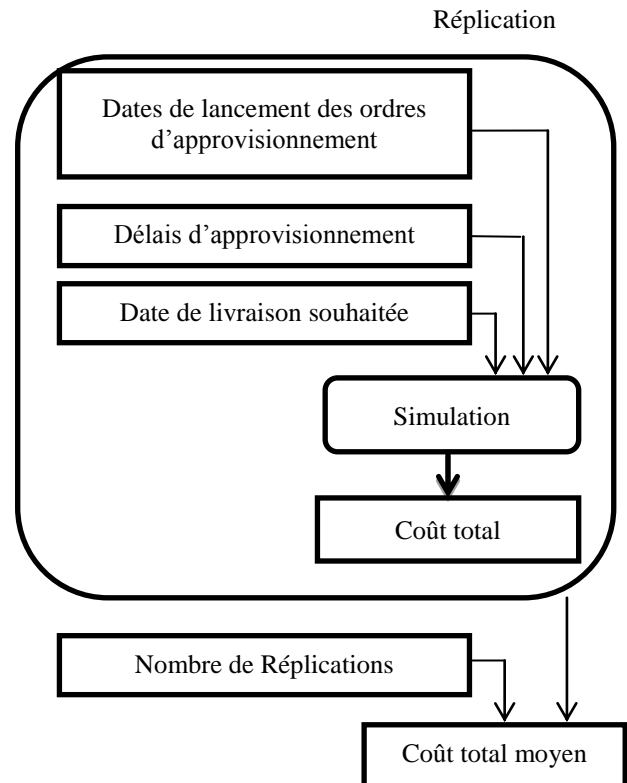 Réplication
Dates de lancement des ordres
d’approvisionnement
Délais d’approvisionnement
Date de livraison souhaitée
Simulation
Coût total
Nombre de Réplications
Coût total moyen